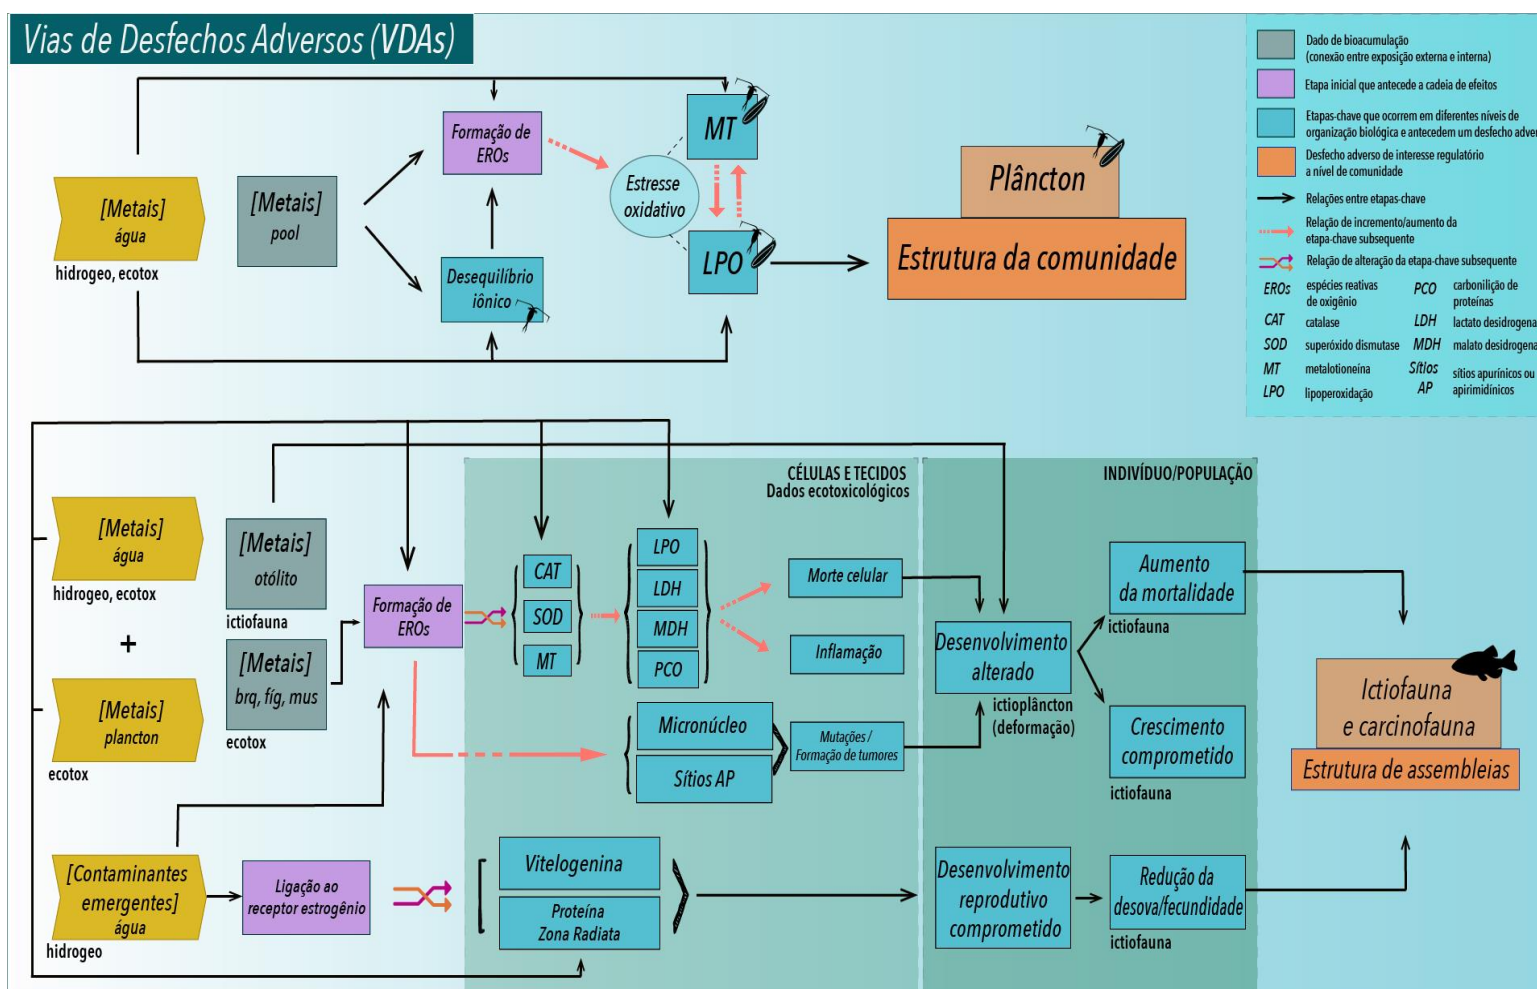 Vias de Desfechos Adversos (VDAs)
Dado de bioacumulação
(conexão entre exposição externa e interna)
Etapa inicial que antecede a cadeia de efeitos
Etapas-chave que ocorrem em diferentes níveis de
organização biológica e antecedem um desfecho adver
Desfecho adverso de interesse regulatório
a nível de comunidade
Relações entre etapas-chave
Relação de incremento/aumento da
etapa-chave subsequente
Relação de alteração da etapa-chave subsequente
EROs espécies reativas
de oxigênio
PCO carbonilição de
proteínas
CAT catalase
LDH lactato desidrogena
SOD superóxido dismutase
MDH malato desidrogena
MT metalotioneína
Sítios AP sítios apurínicos ou
apirimidínicos
LPO lipoperoxidação
[Metais]
água
hidrogeo, ecotox
[Metais]
pool
Formação de
EROs
Desequilíbrio
iônico
Estresse
oxidativo
MT
LPO
Plâncton
Estrutura da comunidade
CÉLULAS E TECIDOS
Dados ecotoxicológicos
INDIVÍDUO/POPULAÇÃO
[Metais]
água
hidrogeo, ecotox
+
[Metais]
plancton
ecotox
[Metais]
otólito
ictiofauna
[Metais]
brq, fíg, mus
ecotox
Formação de
EROs
CAT
SOD
MT
LPO
LDH
MDH
PCO
Morte celular
Inflamação
Micronúcleo
Sítios AP
Mutações /
Formação de tumores
Desenvolvimento
alterado
ictioplâncton
(deformação)
Aumento
da mortalidade
ictiofauna
Crescimento
comprometido
ictiofauna
Ictiofauna
e carcinofauna
Estrutura de assembleias
[Contaminantes
emergentes]
água
hidrogeo
Ligação ao
receptor estrogênio
Vitelogenina
Proteína
Zona Radiata
Desenvolvimento
reprodutivo
comprometido
Redução da
desova/fecundidade
ictiofauna